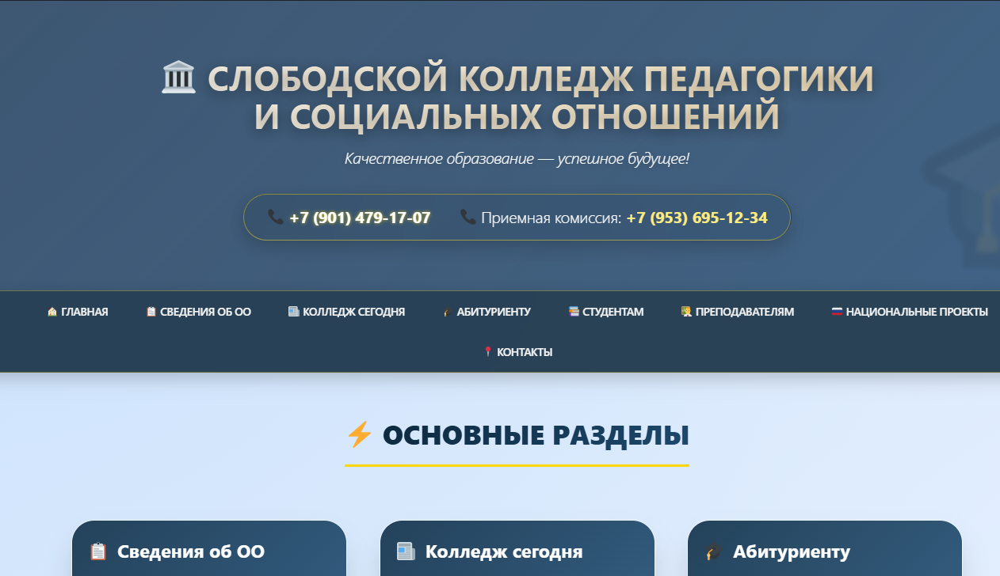 СЛОБОДСКОЙ КОЛЛЕДЖ ПЕДАГОГИКИ
И СОЦИАЛЬНЫХ ОТНОШЕНИЙ
Качественное образование — успешное будущее!
+7 (901) 479-17-07 Приемная комиссия: +7 (953) 695-12-34
ГЛАВНАЯ СВЕДЕНИЯ ОБ ОО КОЛЛЕДЖ СЕГОДНЯ АБИТУРИЕНТУ СТУДЕНТАМ ПРЕПОДАВАТЕЛЯМ НАЦИОНАЛЬНЫЕ ПРОЕКТЫ
КОНТАКТЫ
ОСНОВНЫЕ РАЗДЕЛЫ
Сведения об ОО Колледж сегодня Абитуриенту